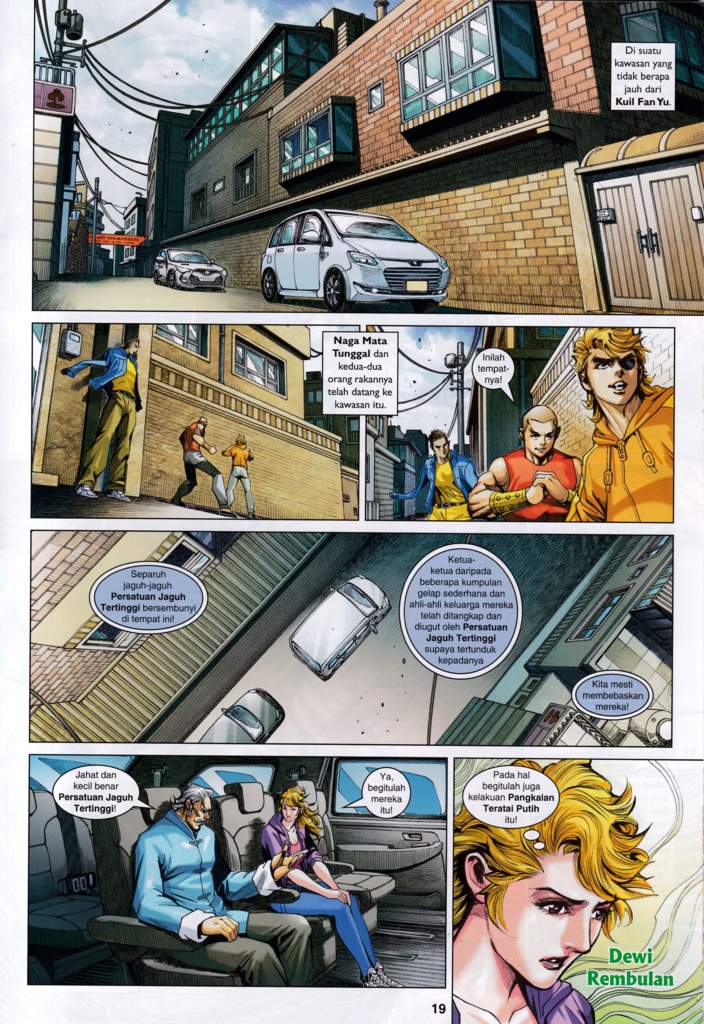 Di suatu
kawasan yang
tidak berapa
jauh dari
Kuil Fan Yu.
Naga Mata
Tunggal dan
kedua-dua
orang rakannya
telah datang ke
kawasan itu.
Inilah
tempat-
nya!
Separuh
jaguh-jaguh
Persatuan Jaguh
Tertinggi bersembunyi
di tempat ini!
Ketua-
ketua daripada
beberapa kumpulan
gelap sederhana dan
ahli-ahli keluarga mereka
telah ditangkap dan
diugut oleh Persatuan
Jaguh Tertinggi
supaya tertunduk
kepadanya
Kita mesti
membebaskan
mereka!
Jahat dan
kecil benar
Persatuan Jaguh
Tertinggi!
Ya,
begitulah
mereka
itu!
Pada hal
begitulah juga
kelakuan Pangkalan
Teratai Putih
itu!
Dewi
Rembulan
19